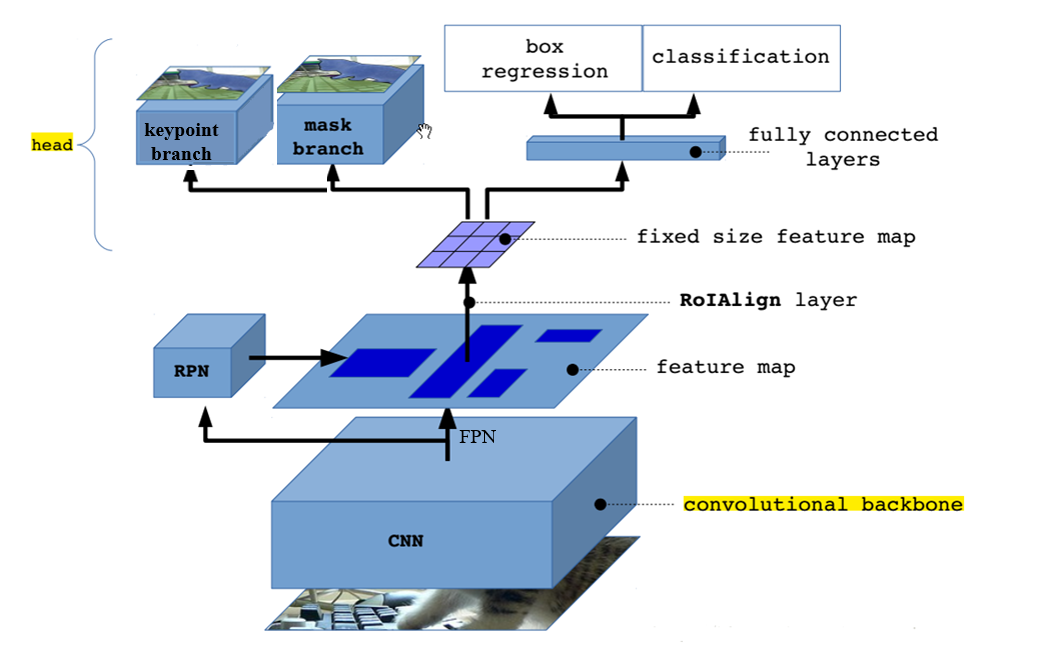 box
regression
classification
keypoint
branch
mask
branch
head
fully connected
layers
fixed size feature map
RoIAlign layer
RPN
feature map
FPN
convolutional backbone
CNN